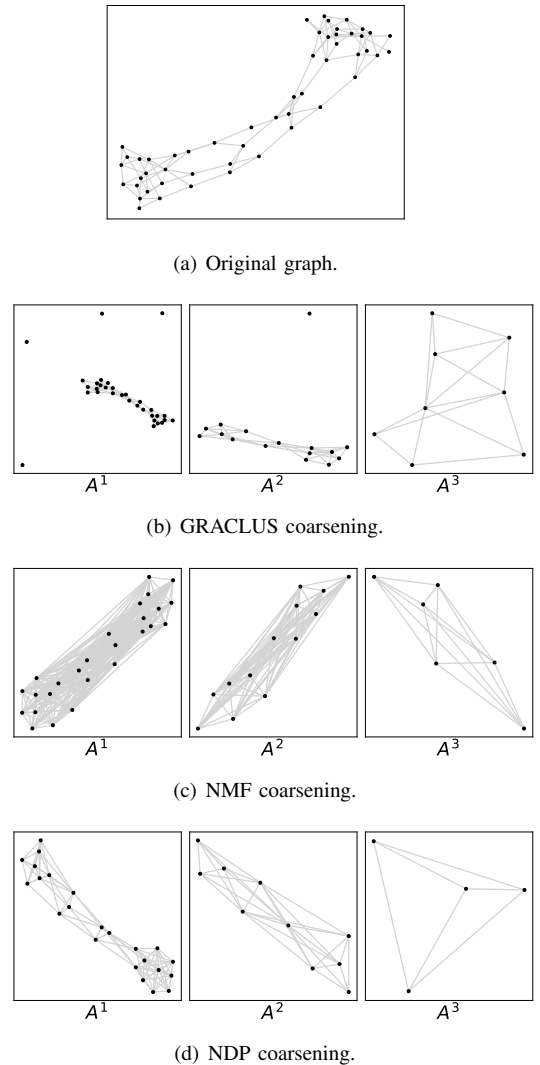 (a) Original graph.
A¹ A² A³
(b) GRACLUS coarsening.
A¹ A² A³
(c) NMF coarsening.
A¹ A² A³
(d) NDP coarsening.